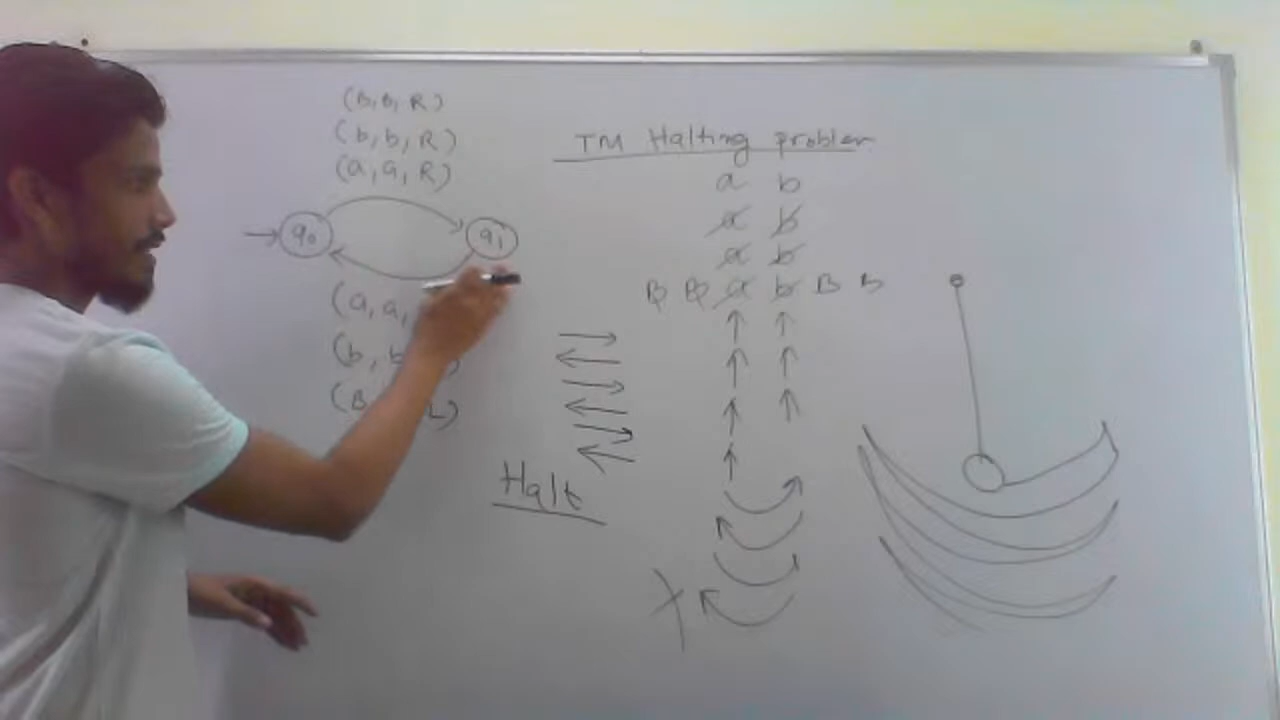 (B, B, R)
(b, b, R)
(a, a, R)
q0
q1
(a, a,
(b, b
(B L)
Halt
TM Halting problem
a b
a b
a b
B B a b B B